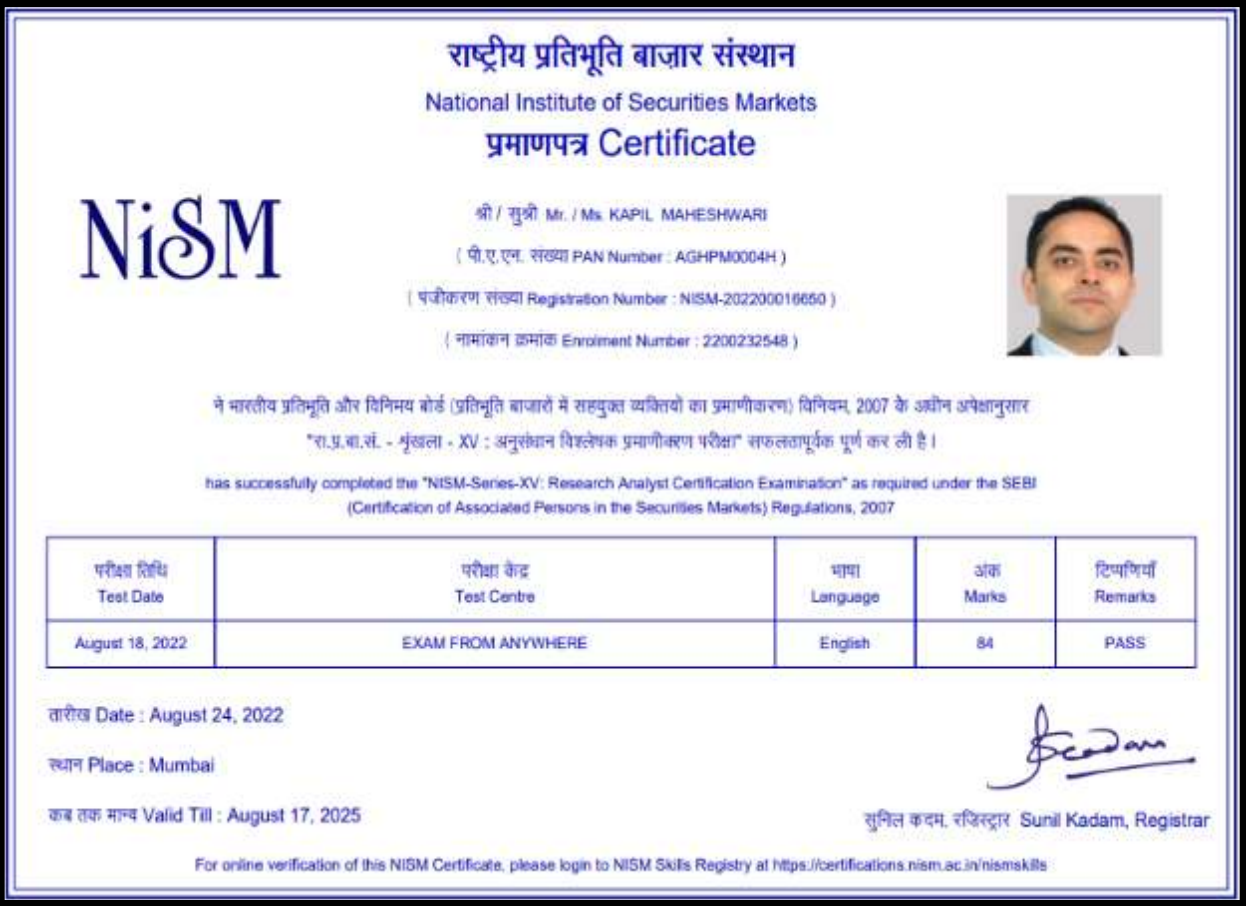 राष्ट्रीय प्रतिभूति बाज़ार संस्थान
National Institute of Securities Markets
प्रमाणपत्र Certificate
NiSM
श्री / सुश्री Mr. / Ms. KAPIL MAHESHWARI
( पी.ए.एन. संख्या PAN Number : AGHPM0004H )
( पंजीकरण संख्या Registration Number : NISM-202200016650 )
( नामांकन क्रमांक Enrolment Number : 2200232548 )
ने भारतीय प्रतिभूति और विनिमय बोर्ड (प्रतिभूति बाजारों में सहयुक्त व्यक्तियों का प्रमाणीकरण) विनियम, 2007 के अधीन अपेक्षानुसार
"रा.प्र.बा.सं. - शृंखला - XV : अनुसंधान विश्लेषक प्रमाणीकरण परीक्षा" सफलतापूर्वक पूर्ण कर ली है।
has successfully completed the "NISM-Series-XV: Research Analyst Certification Examination" as required under the SEBI
(Certification of Associated Persons in the Securities Markets) Regulations, 2007
परीक्षा तिथि परीक्षा केंद्र भाषा अंक टिप्पणियाँ
Test Date Test Centre Language Marks Remarks
August 18, 2022 EXAM FROM ANYWHERE English 84 PASS
तारीख Date : August 24, 2022
स्थान Place : Mumbai
कब तक मान्य Valid Till : August 17, 2025
सुनिल कदम, रजिस्ट्रार Sunil Kadam, Registrar
For online verification of this NISM Certificate, please login to NISM Skills Registry at https://certifications.nism.ac.in/nismskills